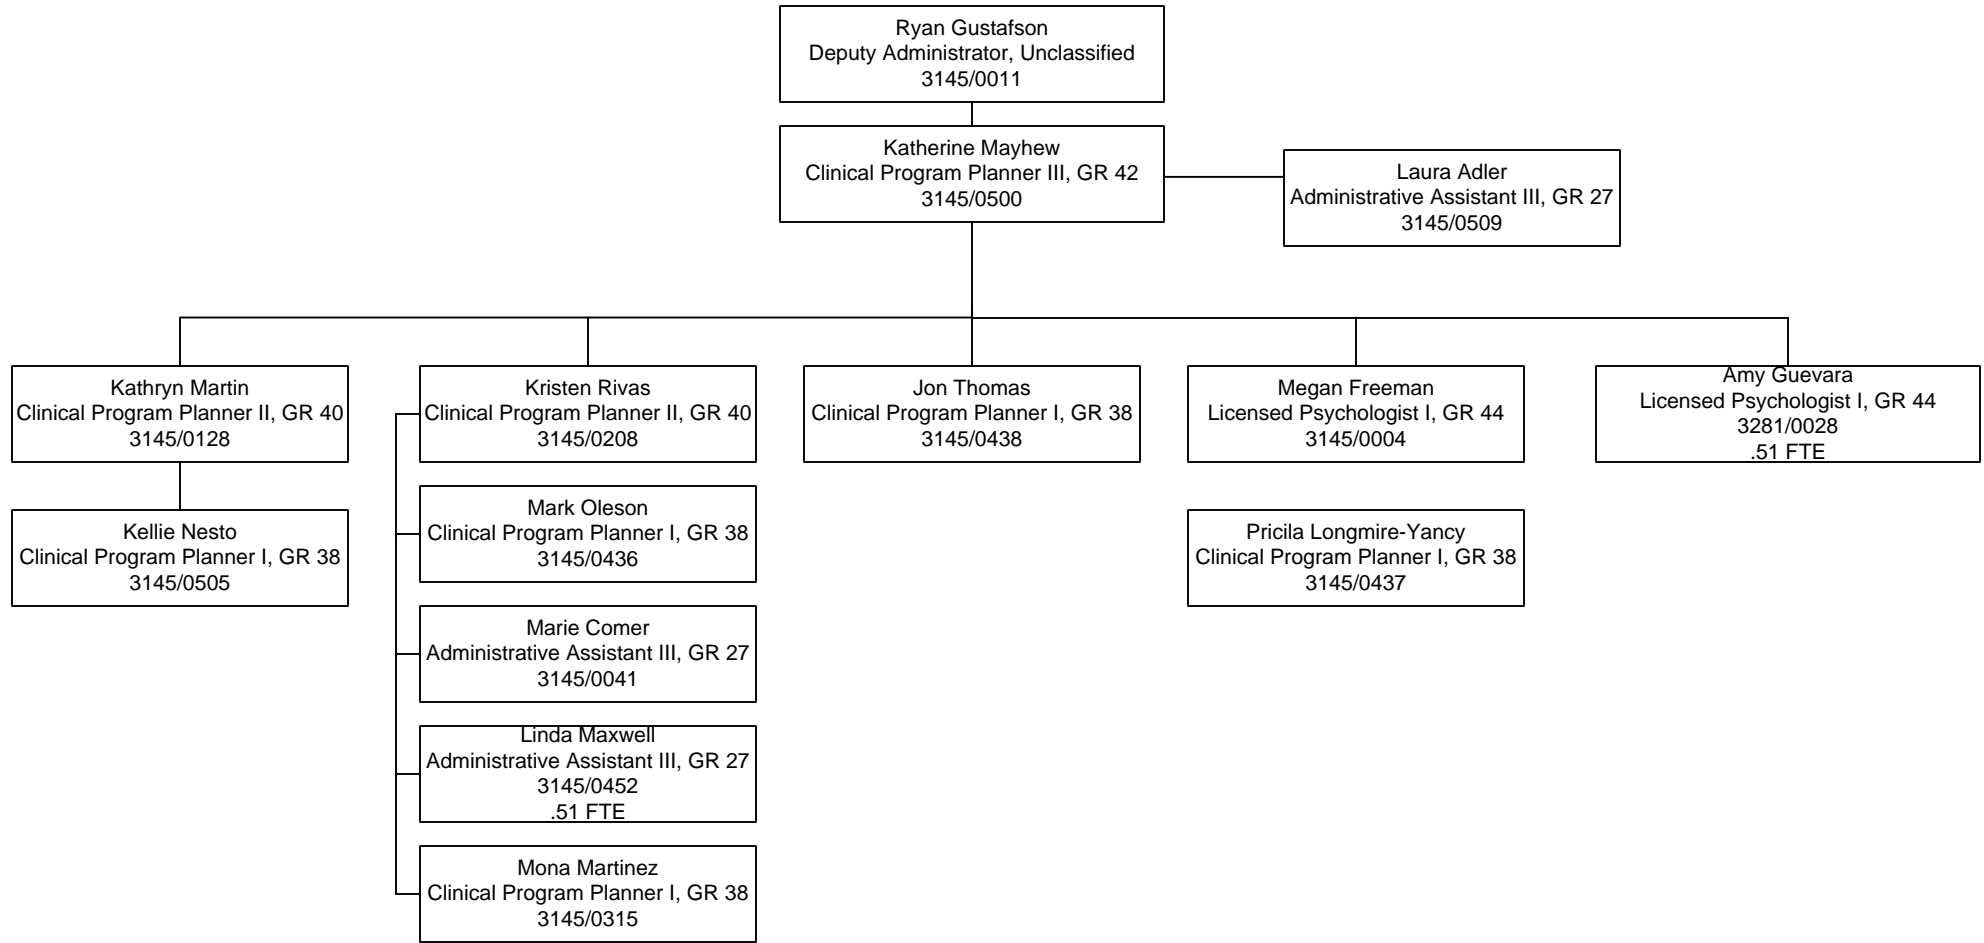 Ryan Gustafson
Deputy Administrator, Unclassified
3145/0011
Katherine Mayhew
Clinical Program Planner III, GR 42
3145/0500
Laura Adler
Administrative Assistant III, GR 27
3145/0509
Kathryn Martin
Clinical Program Planner II, GR 40
3145/0128
Kellie Nesto
Clinical Program Planner I, GR 38
3145/0505
Kristen Rivas
Clinical Program Planner II, GR 40
3145/0208
Mark Oleson
Clinical Program Planner I, GR 38
3145/0436
Marie Comer
Administrative Assistant III, GR 27
3145/0041
Linda Maxwell
Administrative Assistant III, GR 27
3145/0452
.51 FTE
Mona Martinez
Clinical Program Planner I, GR 38
3145/0315
Jon Thomas
Clinical Program Planner I, GR 38
3145/0438
Megan Freeman
Licensed Psychologist I, GR 44
3145/0004
Pricila Longmire-Yancy
Clinical Program Planner I, GR 38
3145/0437
Amy Guevara
Licensed Psychologist I, GR 44
3281/0028
.51 FTE